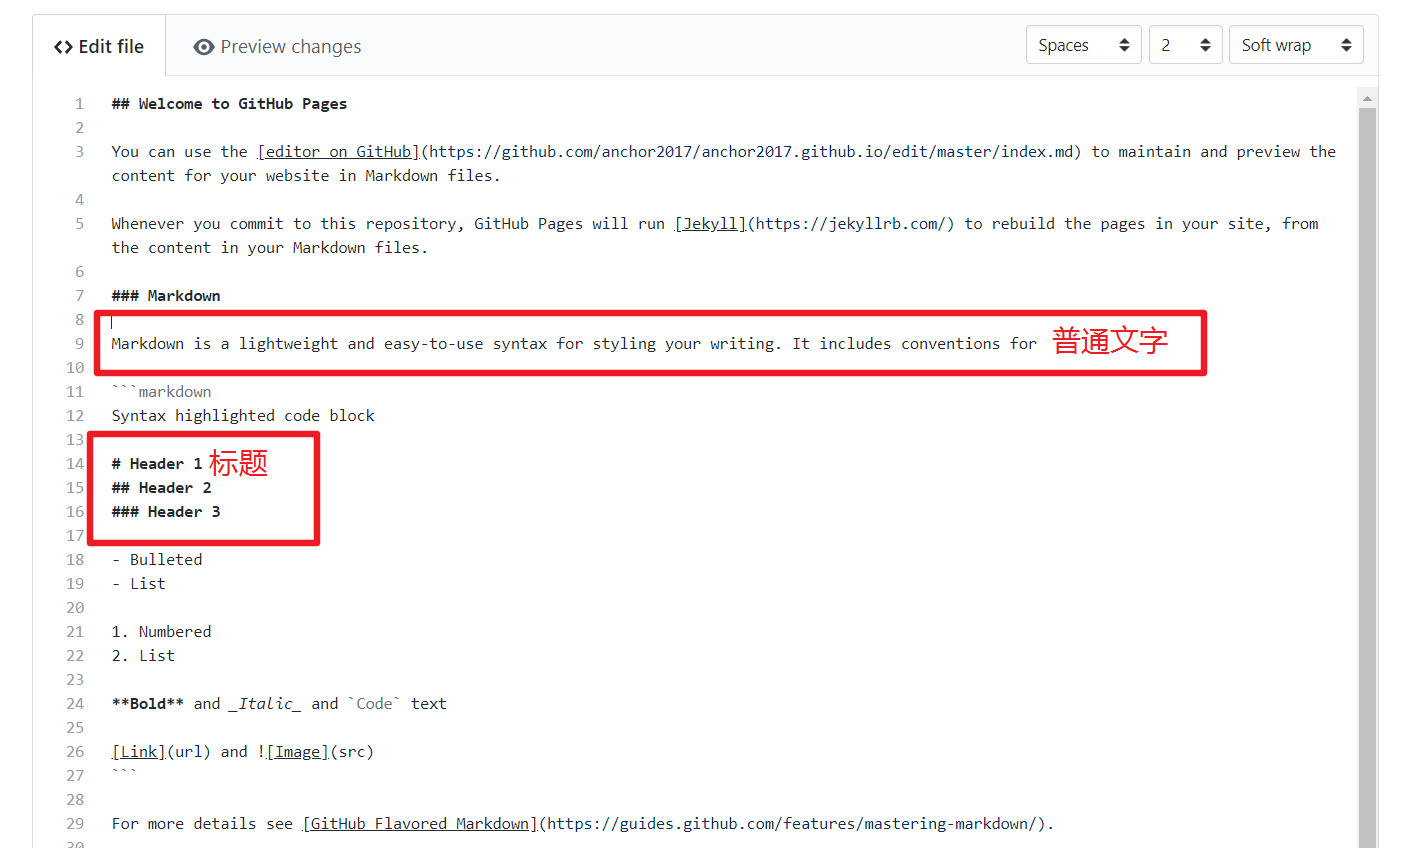 <> Edit file Preview changes Spaces 2 Soft wrap
1 ## Welcome to GitHub Pages
2
3 You can use the [editor on GitHub](https://github.com/anchor2017/anchor2017.github.io/edit/master/index.md) to maintain and preview the
content for your website in Markdown files.
4
5 Whenever you commit to this repository, GitHub Pages will run [Jekyll](https://jekyllrb.com/) to rebuild the pages in your site, from
the content in your Markdown files.
6
7 ### Markdown
8
9 Markdown is a lightweight and easy-to-use syntax for styling your writing. It includes conventions for 普通文字
10
11 ```markdown
12 Syntax highlighted code block
13
14 # Header 1 标题
15 ## Header 2
16 ### Header 3
17
18 - Bulleted
19 - List
20
21 1. Numbered
22 2. List
23
24 **Bold** and _Italic_ and `Code` text
25
26 [Link](url) and ![Image](src)
27 ```
28
29 For more details see [GitHub Flavored Markdown](https://guides.github.com/features/mastering-markdown/).
30